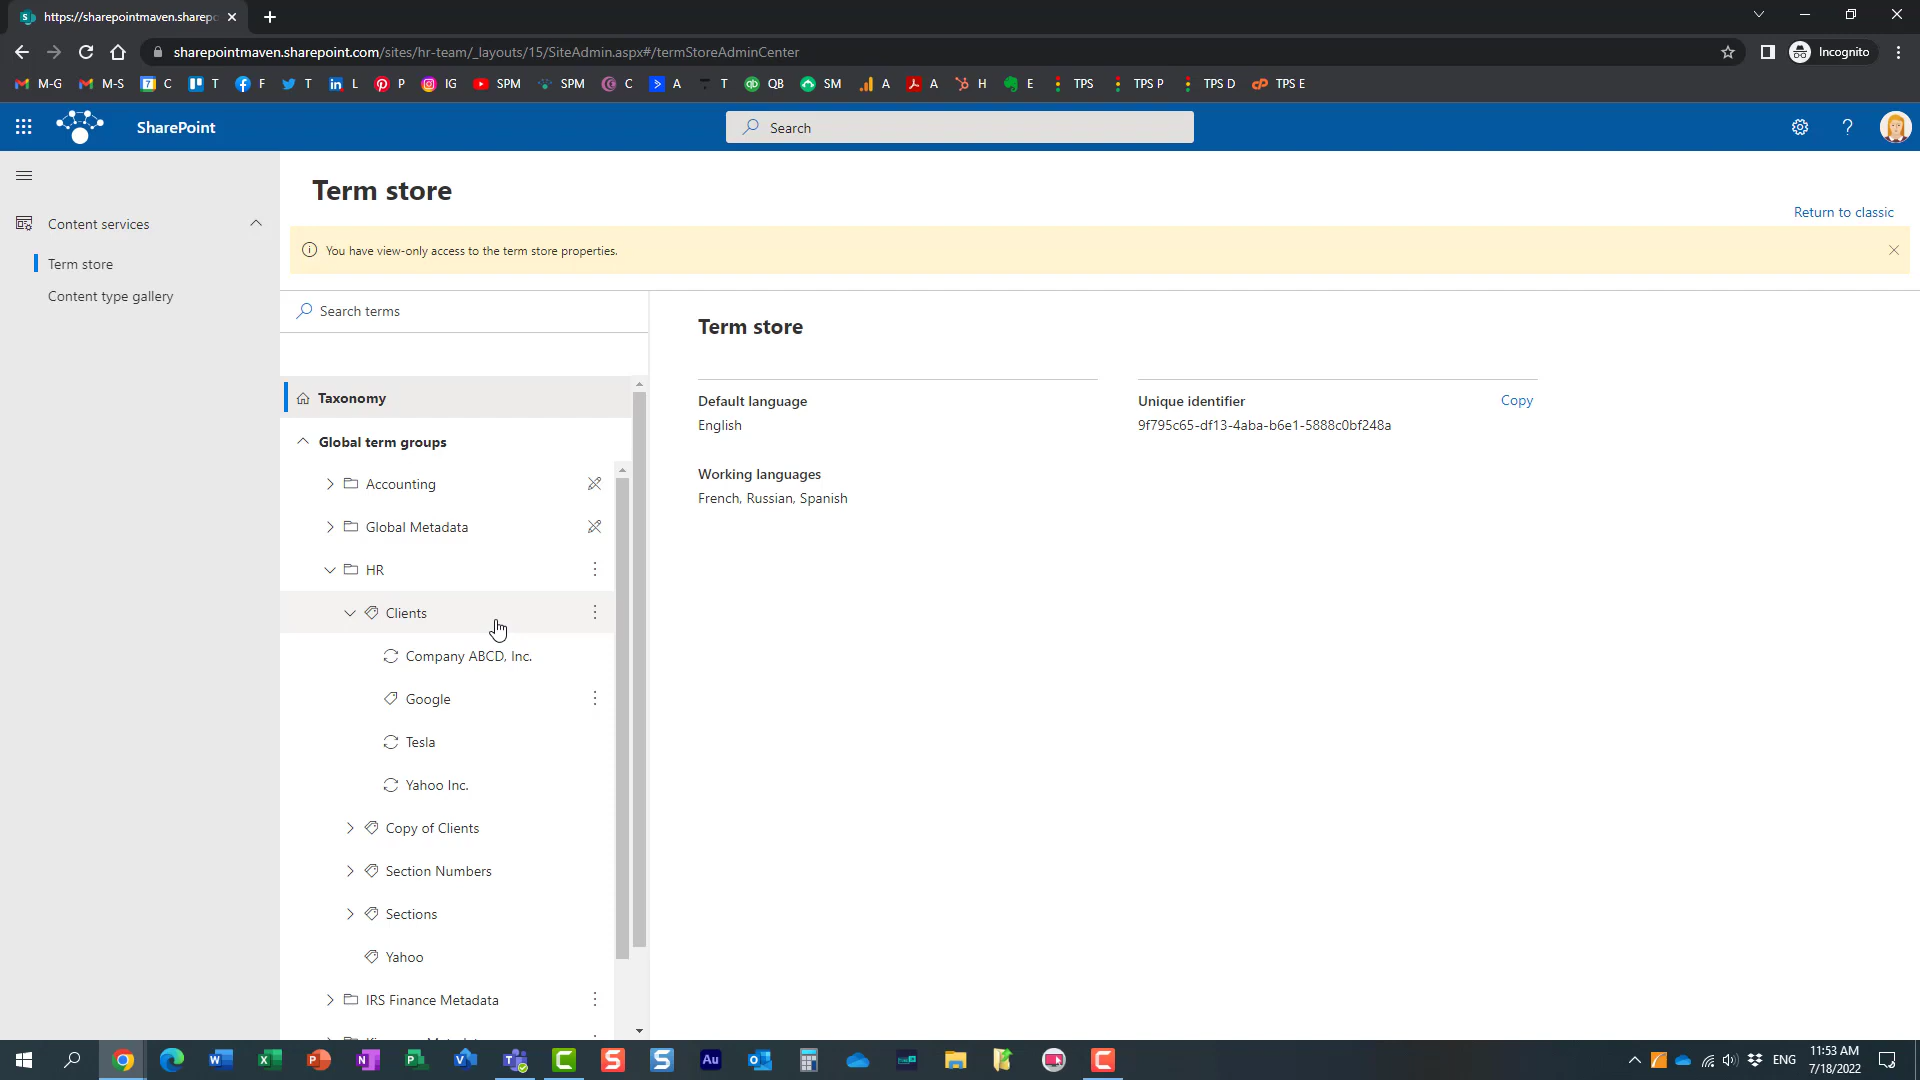 https://sharepointmaven.sharepo
sharepointmaven.sharepoint.com/sites/hr-team/_layouts/15/SiteAdmin.aspx#/termStoreAdminCenter
Incognito
M-G M-S C T F T L P IG SPM SPM C A T QB SM A A H E TPS TPS P TPS D TPS E
SharePoint
Search
Term store
Return to classic
Content services
You have view-only access to the term store properties.
Term store
Content type gallery
Search terms
Term store
Taxonomy
Default language
English
Unique identifier
Copy
9f795c65-df13-4aba-b6e1-5888c0bf248a
Global term groups
Working languages
French, Russian, Spanish
Accounting
Global Metadata
HR
Clients
Company ABCD, Inc.
Google
Tesla
Yahoo Inc.
Copy of Clients
Section Numbers
Sections
Yahoo
IRS Finance Metadata
ENG
11:53 AM
7/18/2022